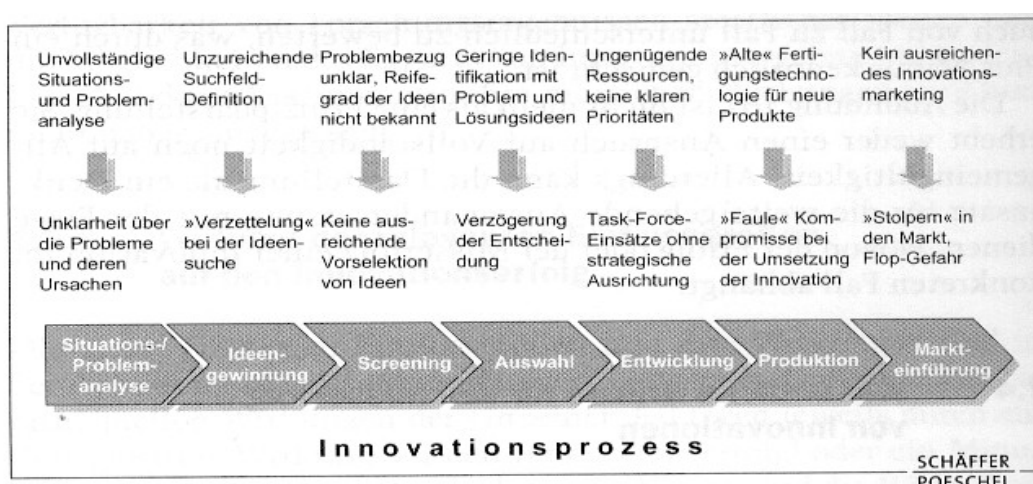 Unvollständige
Situations-
und Problem-
analyse
Unzureichende
Suchfeld-
Definition
Problembezug
unklar, Reife-
grad der Ideen
nicht bekannt
Geringe Iden-
tifikation mit
Problem und
Lösungsideen
Ungenügende
Ressourcen,
keine klaren
Prioritäten
»Alte« Ferti-
gungstechno-
logie für neue
Produkte
Kein ausreichen-
des Innovations-
marketing
Unklarheit über
die Probleme
und deren
Ursachen
»Verzettelung«
bei der Ideen-
suche
Keine aus-
reichende
Vorselektion
von Ideen
Verzögerung
der Entschei-
dung
Task-Force-
Einsätze ohne
strategische
Ausrichtung
»Faule« Kom-
promisse bei
der Umsetzung
der Innovation
»Stolpern« in
den Markt,
Flop-Gefahr
Situations-/
Problem-
analyse
Ideen-
gewinnung
Screening
Auswahl
Entwicklung
Produktion
Markt-
einführung
Innovationsprozess
SCHÄFFER
POESCHEL